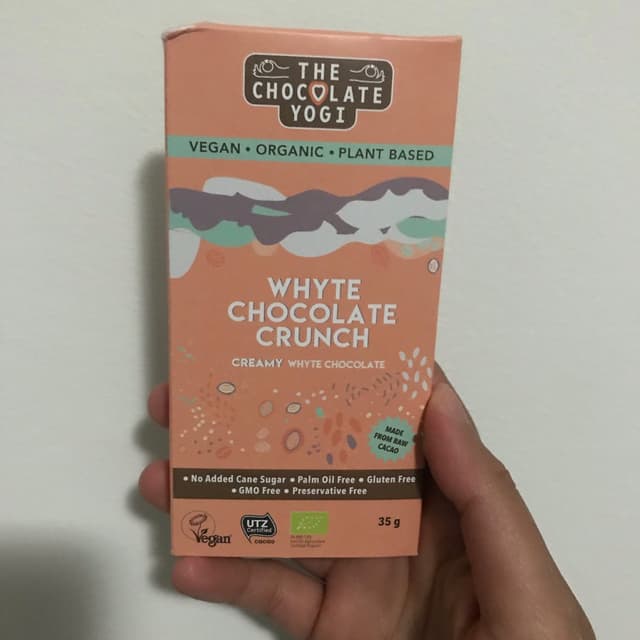 THE
CHOCOLATE
YOGI
VEGAN • ORGANIC • PLANT BASED
WHYTE
CHOCOLATE
CRUNCH
CREAMY WHYTE CHOCOLATE
MADE
FROM RAW
CACAO
• No Added Cane Sugar • Palm Oil Free • Gluten Free
• GMO Free • Preservative Free
Vegan
UTZ
Certified
cacao
35 g